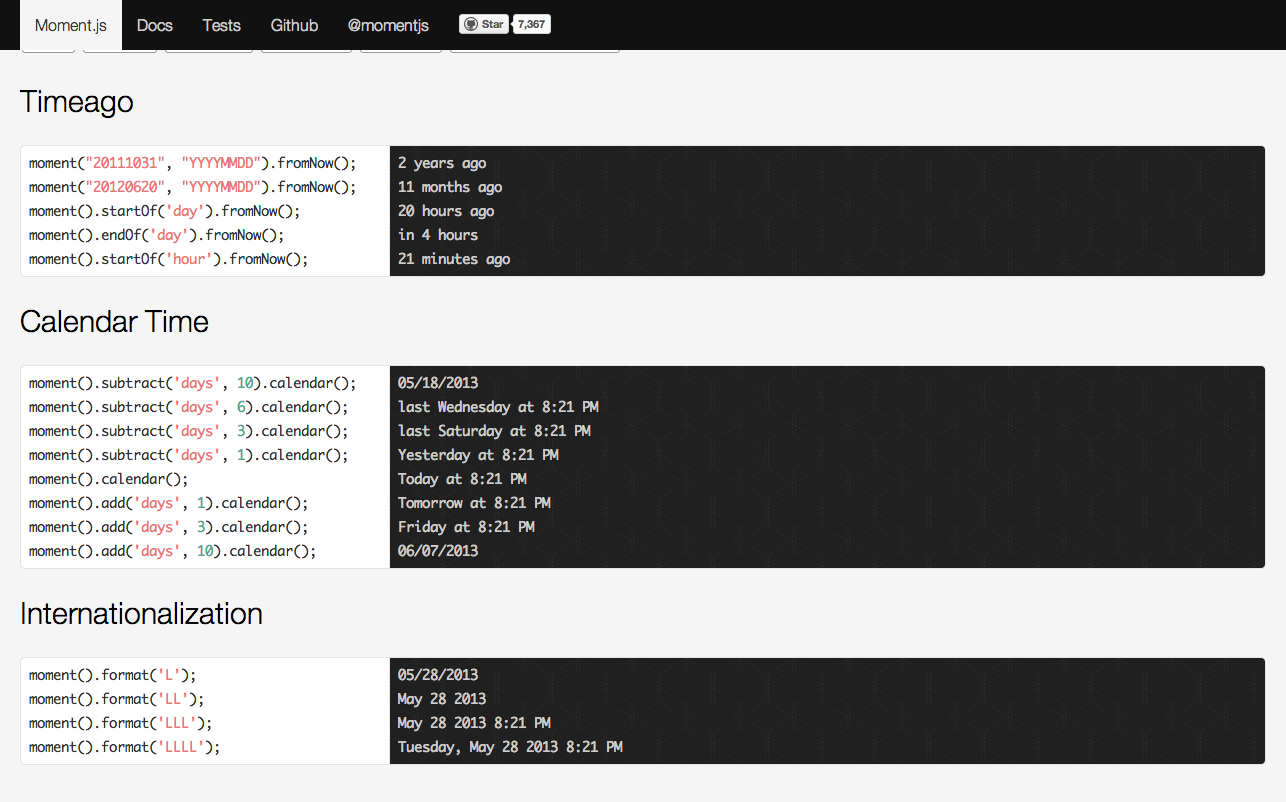 Moment.js Docs Tests Github @momentjs Star 7,367
Timeago
moment("20111031", "YYYYMMDD").fromNow(); 2 years ago
moment("20120620", "YYYYMMDD").fromNow(); 11 months ago
moment().startOf('day').fromNow(); 20 hours ago
moment().endOf('day').fromNow(); in 4 hours
moment().startOf('hour').fromNow(); 21 minutes ago
Calendar Time
moment().subtract('days', 10).calendar(); 05/18/2013
moment().subtract('days', 6).calendar(); last Wednesday at 8:21 PM
moment().subtract('days', 3).calendar(); last Saturday at 8:21 PM
moment().subtract('days', 1).calendar(); Yesterday at 8:21 PM
moment().calendar(); Today at 8:21 PM
moment().add('days', 1).calendar(); Tomorrow at 8:21 PM
moment().add('days', 3).calendar(); Friday at 8:21 PM
moment().add('days', 10).calendar(); 06/07/2013
Internationalization
moment().format('L'); 05/28/2013
moment().format('LL'); May 28 2013
moment().format('LLL'); May 28 2013 8:21 PM
moment().format('LLLL'); Tuesday, May 28 2013 8:21 PM